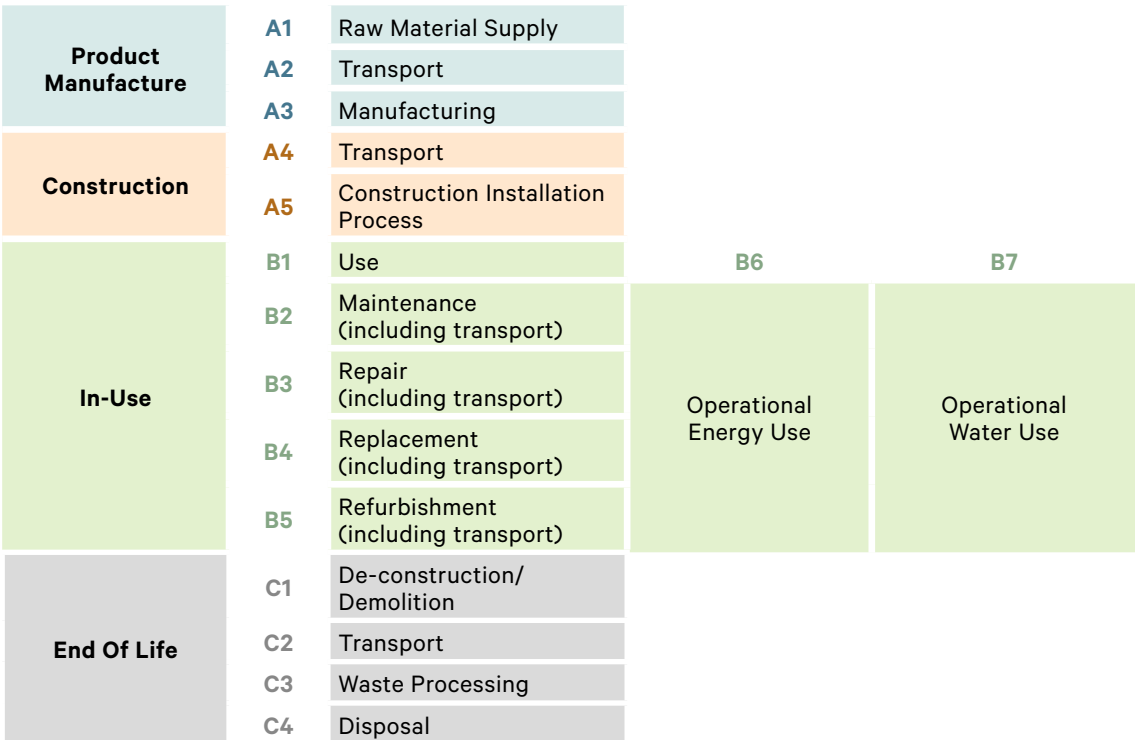 Product
Manufacture
A1
Raw Material Supply
A2
Transport
A3
Manufacturing
Construction
A4
Transport
A5
Construction Installation
Process
In-Use
B1
Use
B2
Maintenance
(including transport)
B3
Repair
(including transport)
B4
Replacement
(including transport)
B5
Refurbishment
(including transport)
B6
Operational
Energy Use
B7
Operational
Water Use
End Of Life
C1
De-construction/
Demolition
C2
Transport
C3
Waste Processing
C4
Disposal